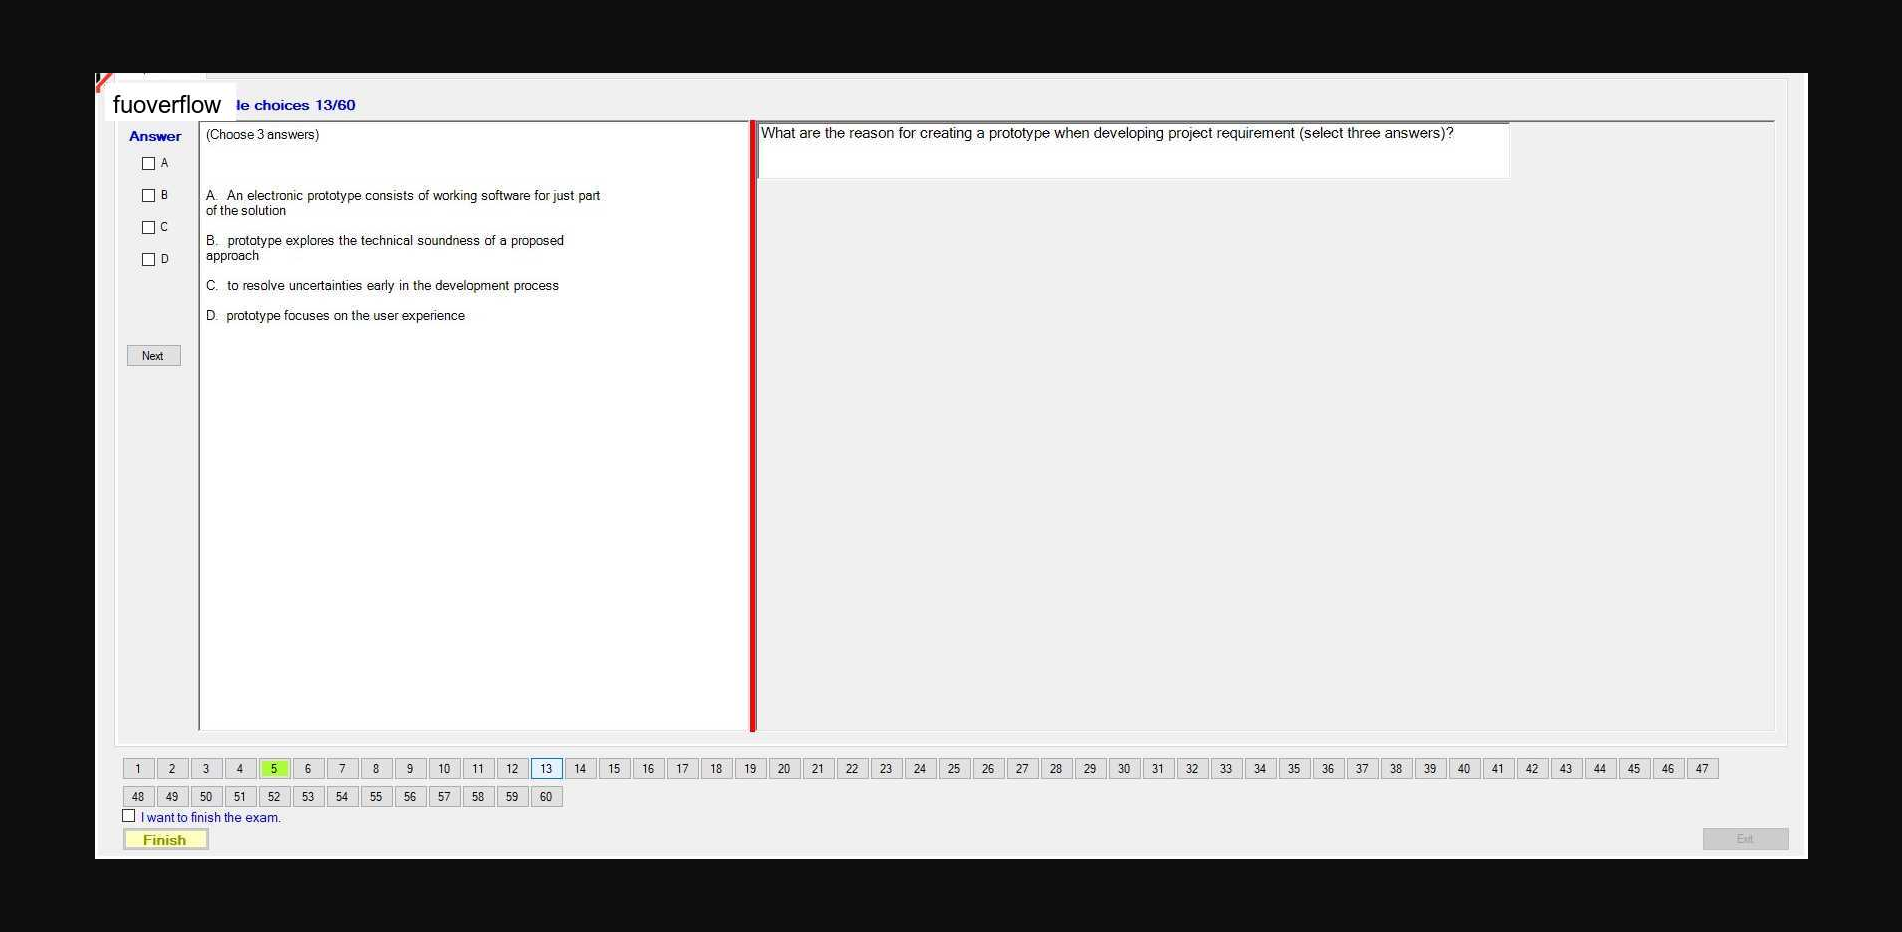 fuoverflow
le choices 13/60
Answer
(Choose 3 answers)
What are the reason for creating a prototype when developing project requirement (select three answers)?
A
B
C
D
A. An electronic prototype consists of working software for just part
of the solution
B. prototype explores the technical soundness of a proposed
approach
C. to resolve uncertainties early in the development process
D. prototype focuses on the user experience
Next
1 2 3 4 5 6 7 8 9 10 11 12 13 14 15 16 17 18 19 20 21 22 23 24 25 26 27 28 29 30 31 32 33 34 35 36 37 38 39 40 41 42 43 44 45 46 47
48 49 50 51 52 53 54 55 56 57 58 59 60
I want to finish the exam.
Finish
Exit